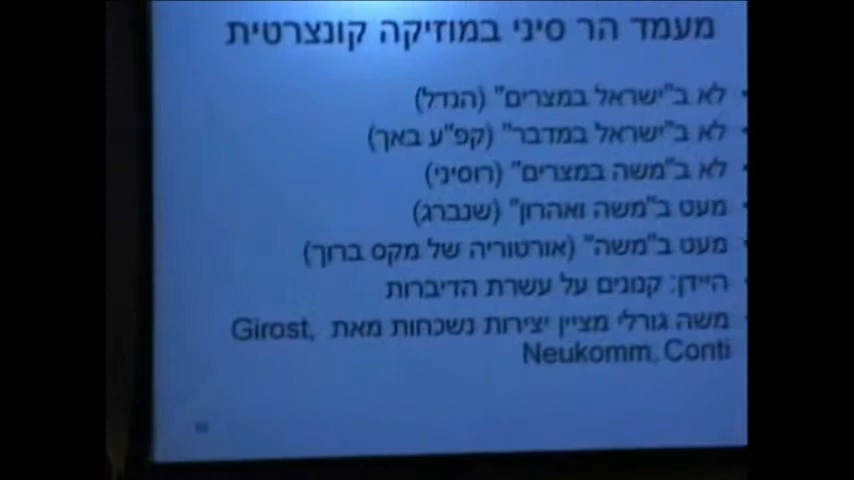 מעמד הר סיני במוזיקה קונצרטית
• לא ב"ישראל במצרים" (הנדל)
• לא ב"ישראל במדבר" (קפ"ע באך)
• לא ב"משה במצרים" (רוסיני)
• מעט ב"משה ואהרון" (שנברג)
• מעט ב"משה" (אורטוריה של מקס ברוך)
• היידן: קנונים על עשרת הדיברות
• משה גורלי מציין יצירות נשכחות מאת Girost,
Neukomm, Conti